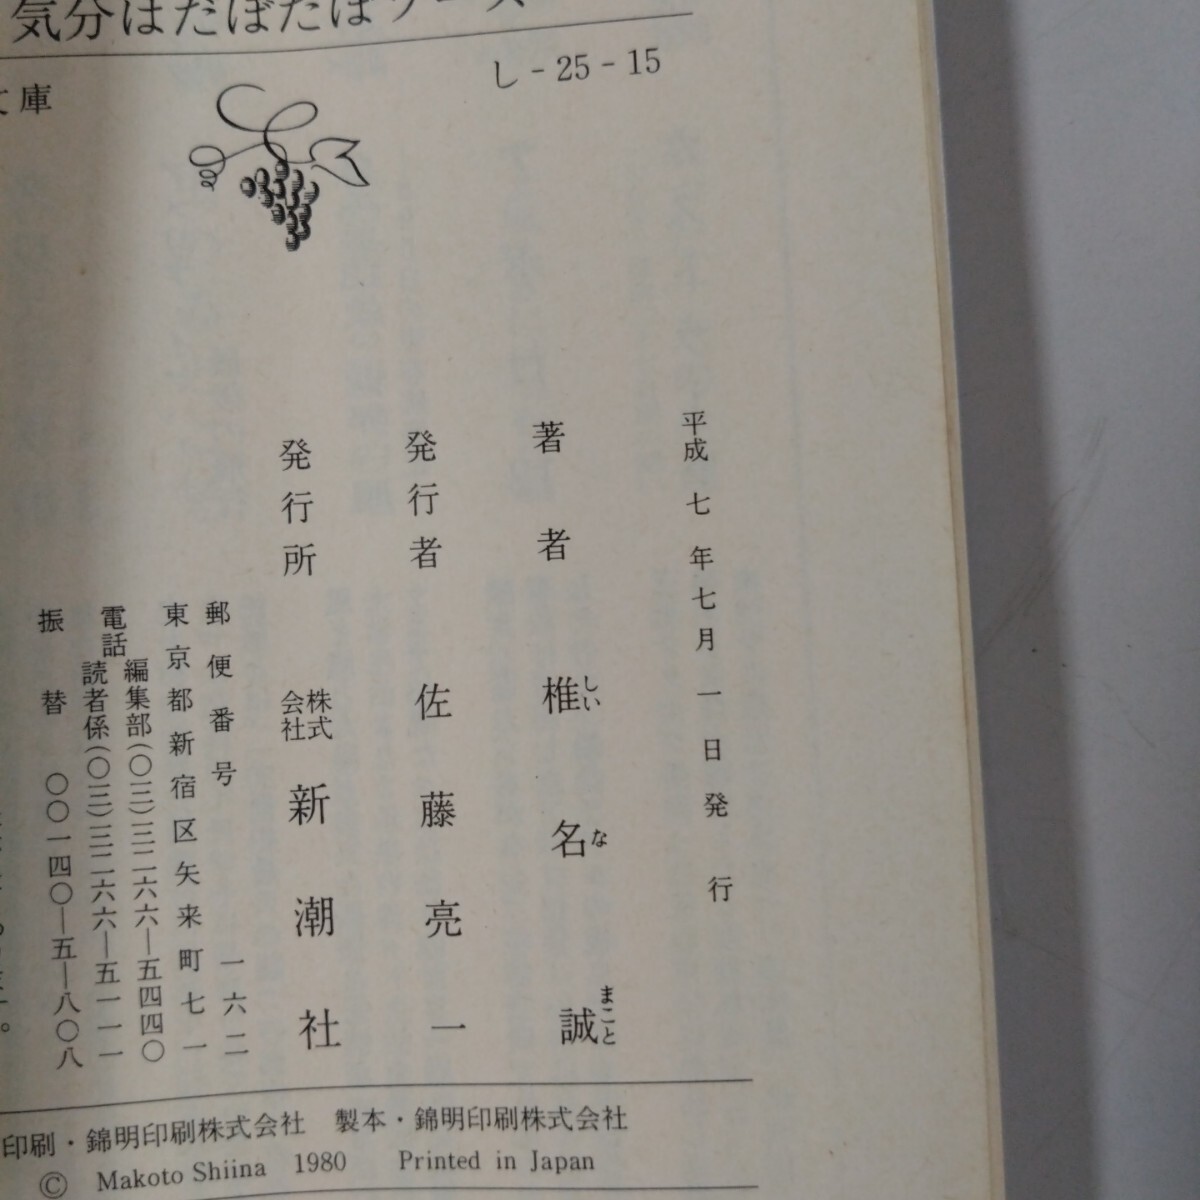 気分はだぼだぼソース
文庫
し-25-15
平成七年七月一日発行
著者 椎名誠
しい な まこと
発行者 佐藤亮一
発行所 株式会社 新潮社
郵便番号 一六二
東京都新宿区矢来町七一
電話 編集部(〇三)三二六六―五四四〇
読者係(〇三)三二六六―五一一一
振替 〇〇一四〇―五―八〇八
印刷・錦明印刷株式会社 製本・錦明印刷株式会社
© Makoto Shiina 1980 Printed in Japan